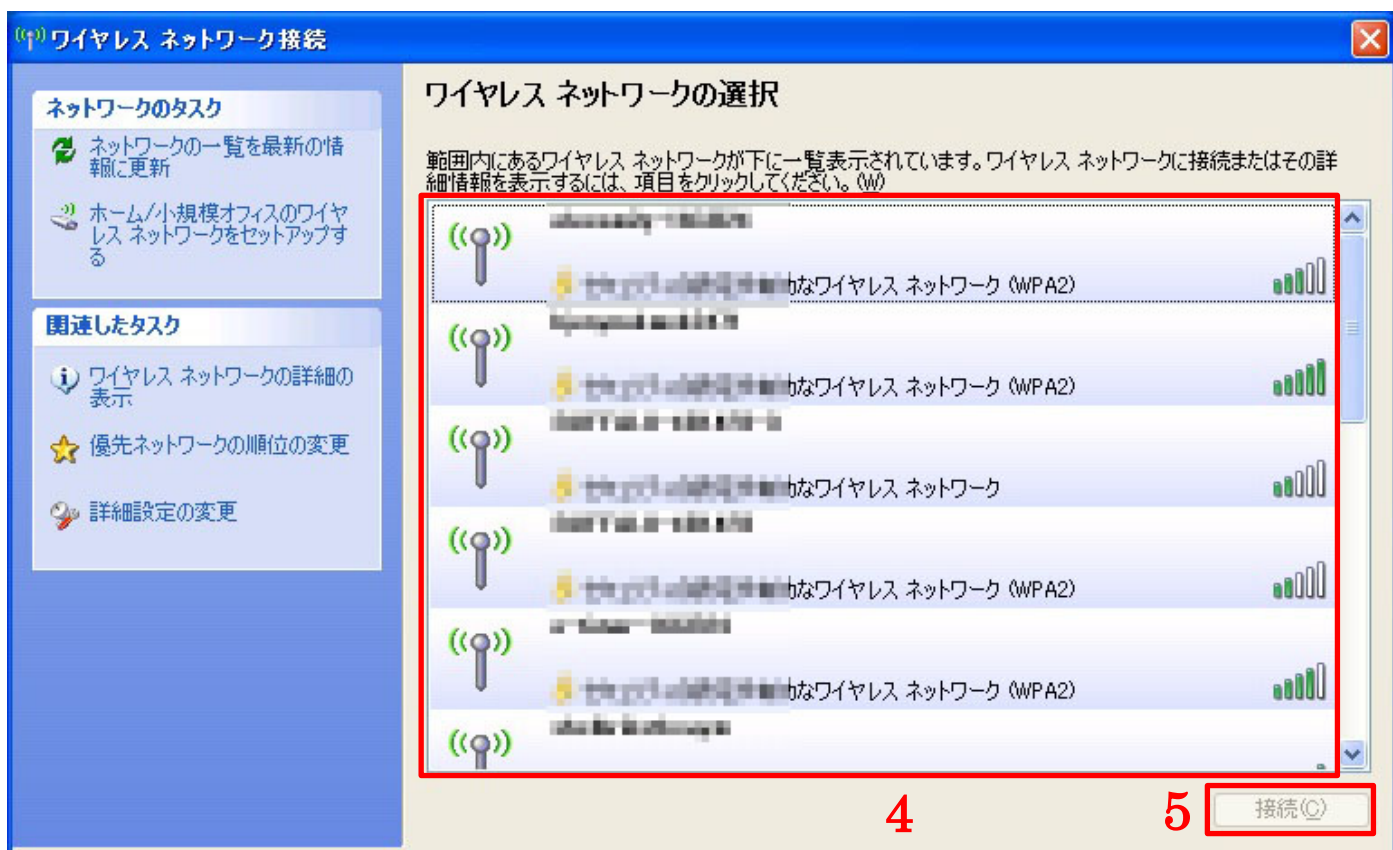 ワイヤレス ネットワーク接続
ネットワークのタスク
ネットワークの一覧を最新の情
報に更新
ホーム/小規模オフィスのワイヤ
レス ネットワークをセットアップす
る
関連したタスク
ワイヤレス ネットワークの詳細の
表示
優先ネットワークの順位の変更
詳細設定の変更
ワイヤレス ネットワークの選択
範囲内にあるワイヤレス ネットワークが下に一覧表示されています。ワイヤレス ネットワークに接続またはその詳
細情報を表示するには、項目をクリックしてください。(W)
なワイヤレス ネットワーク (WPA2)
なワイヤレス ネットワーク (WPA2)
なワイヤレス ネットワーク
なワイヤレス ネットワーク (WPA2)
なワイヤレス ネットワーク (WPA2)
4
5
接続(C)